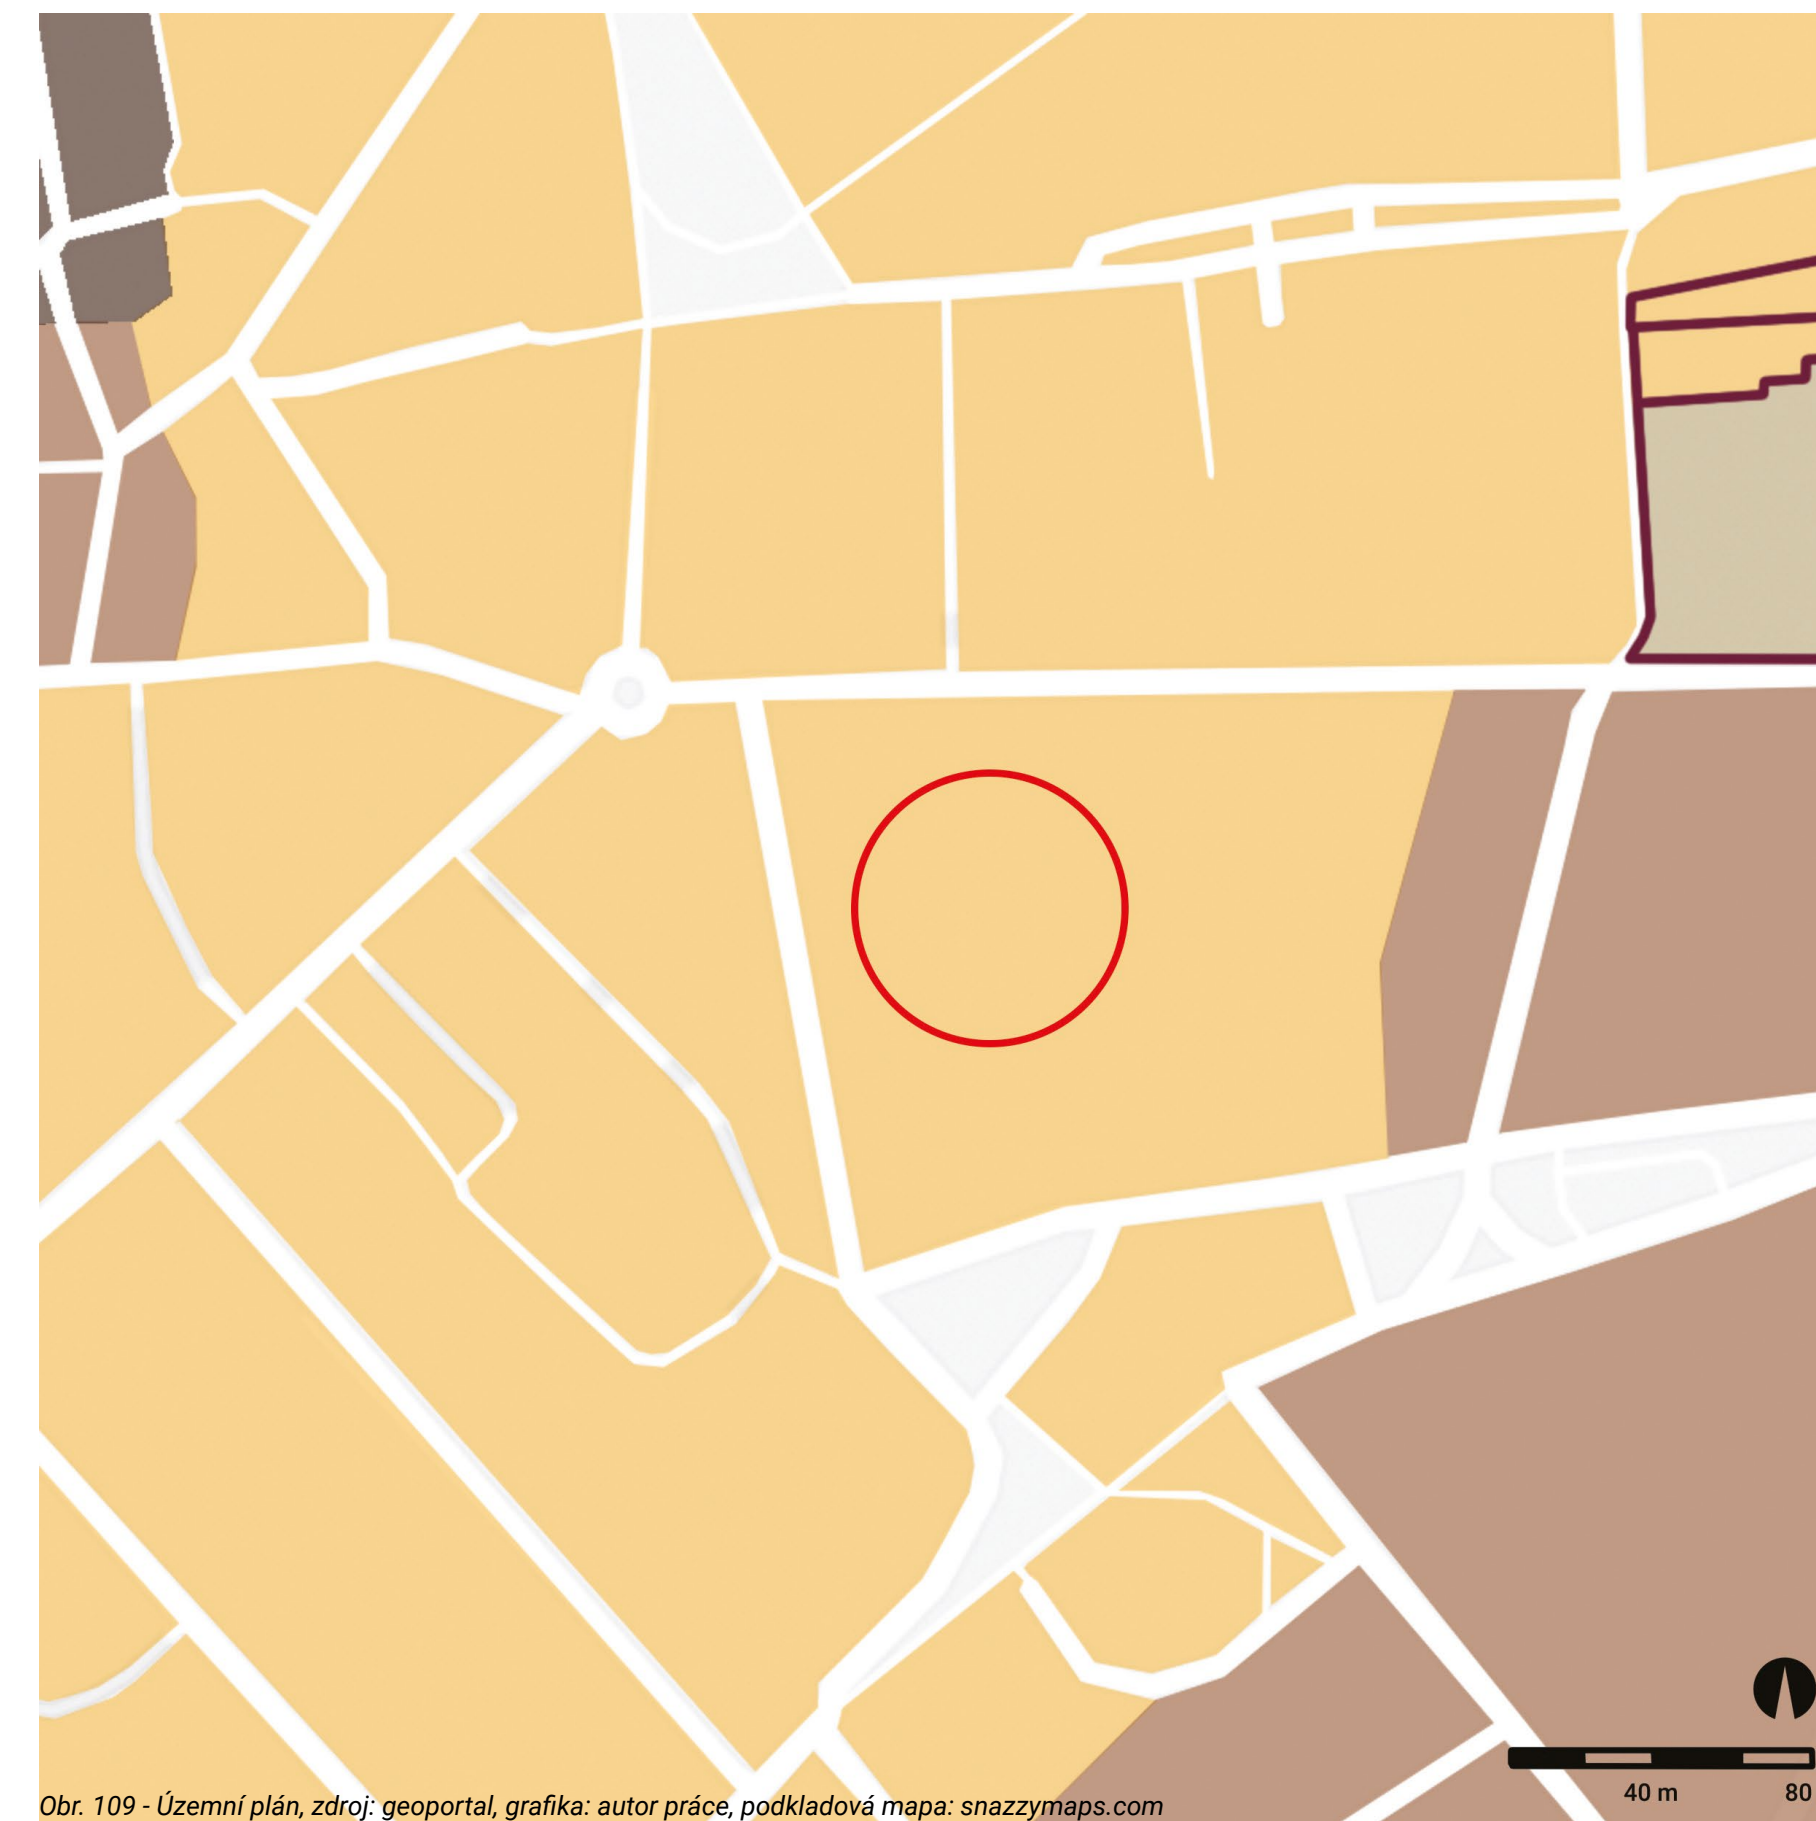 40 m
80
Obr. 109 - Územní plán, zdroj: geoportal, grafika: autor práce, podkladová mapa: snazzymaps.com